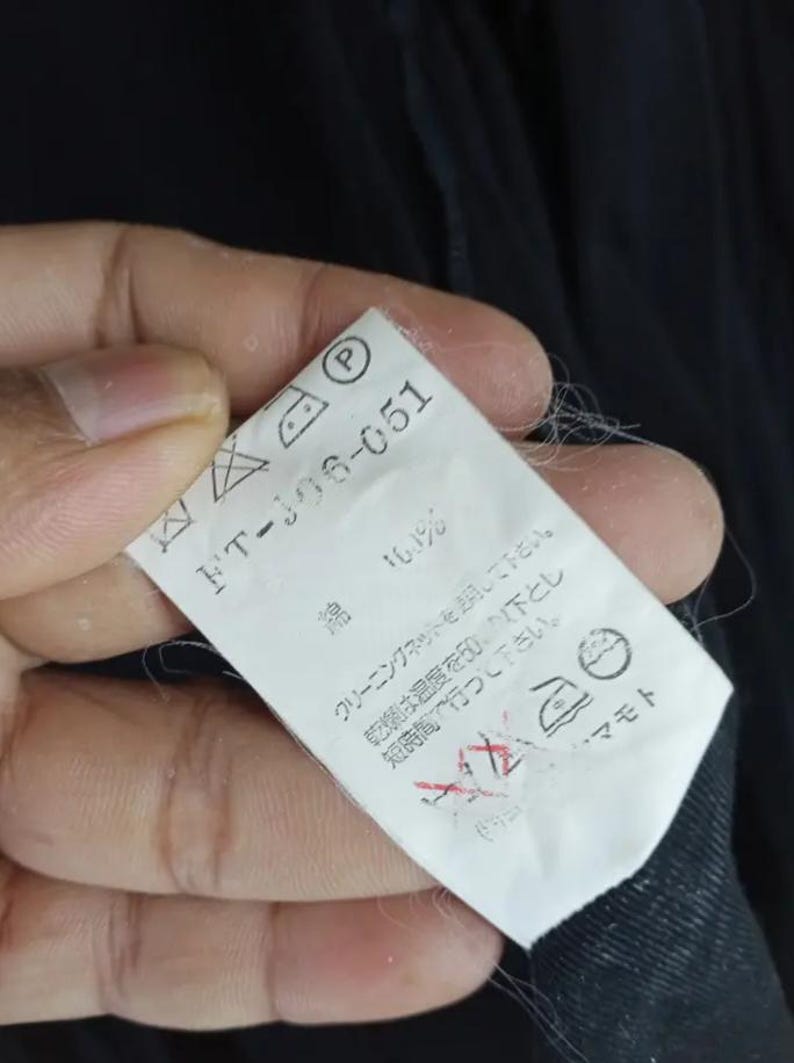 P
FT-J06-051
綿 100%
クリーニングネットを使用して下さい。
乾燥は温度を50 以下とし
短時間で行って下さい。
ヤマモト